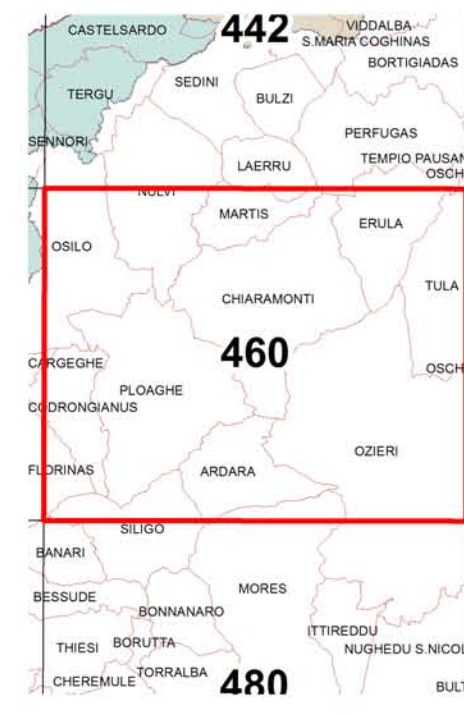 CASTELSARDO
442
VIDDALBA
S.MARIA COGHINAS
BORTIGIADAS
SEDINI
TERGU
BULZI
PERFUGAS
SENNORI
LAERRU
TEMPIO PAUSAN
OSCH
NULVI
MARTIS
ERULA
OSILO
TULA
CHIARAMONTI
460
CARGEGHE
OSCH
PLOAGHE
CODRONGIANUS
OZIERI
FLORINAS
ARDARA
SILIGO
BANARI
MORES
BESSUDE
BONNANARO
ITTIREDDU
THIESI
BORUTTA
NUGHEDU S.NICOL
CHEREMULE
TORRALBA
480
BULT